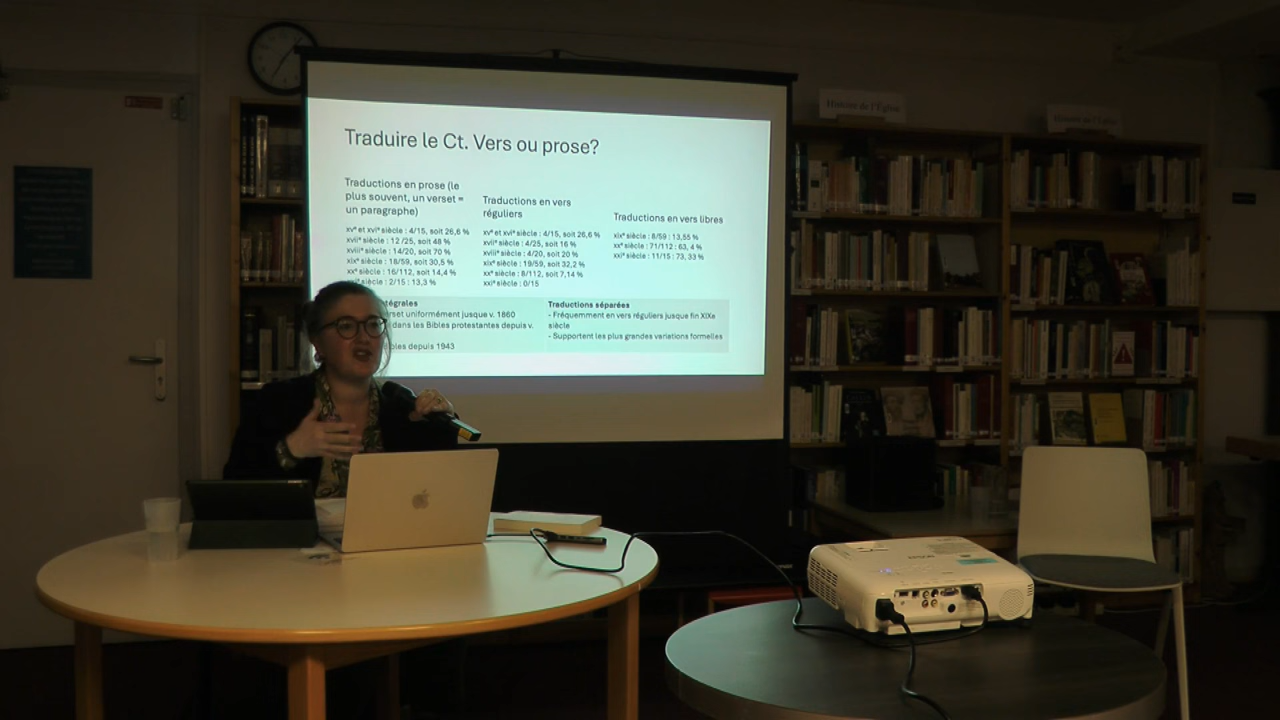 Histoire de l'Église
Traduire le Ct. Vers ou prose?
Traductions en prose (le
plus souvent, un verset =
un paragraphe)
xvᵉ et xviᵉ siècle : 4/15, soit 26,6 %
xviiᵉ siècle : 12 /25, soit 48 %
xviiiᵉ siècle : 14/20, soit 70 %
xixᵉ siècle : 18/59, soit 30,5 %
xxᵉ siècle : 16/112, soit 14,4 %
siècle : 2/15 : 13,3 %
Traductions en vers
réguliers
xvᵉ et xviᵉ siècle : 4/15, soit 26,6 %
xviiᵉ siècle : 4/25, soit 16 %
xviiiᵉ siècle : 4/20, soit 20 %
xixᵉ siècle : 19/59, soit 32,2 %
xxᵉ siècle : 8/112, soit 7,14 %
xxiᵉ siècle : 0/15
Traductions en vers libres
xixᵉ siècle : 8/59 : 13,55 %
xxᵉ siècle : 71/112 : 63, 4 %
xxiᵉ siècle : 11/15 : 73, 33 %
tégrales
rset uniformément jusque v. 1860
dans les Bibles protestantes depuis v.
bles depuis 1943
Traductions séparées
- Fréquemment en vers réguliers jusque fin XIXe
siècle
- Supportent les plus grandes variations formelles
EPSON